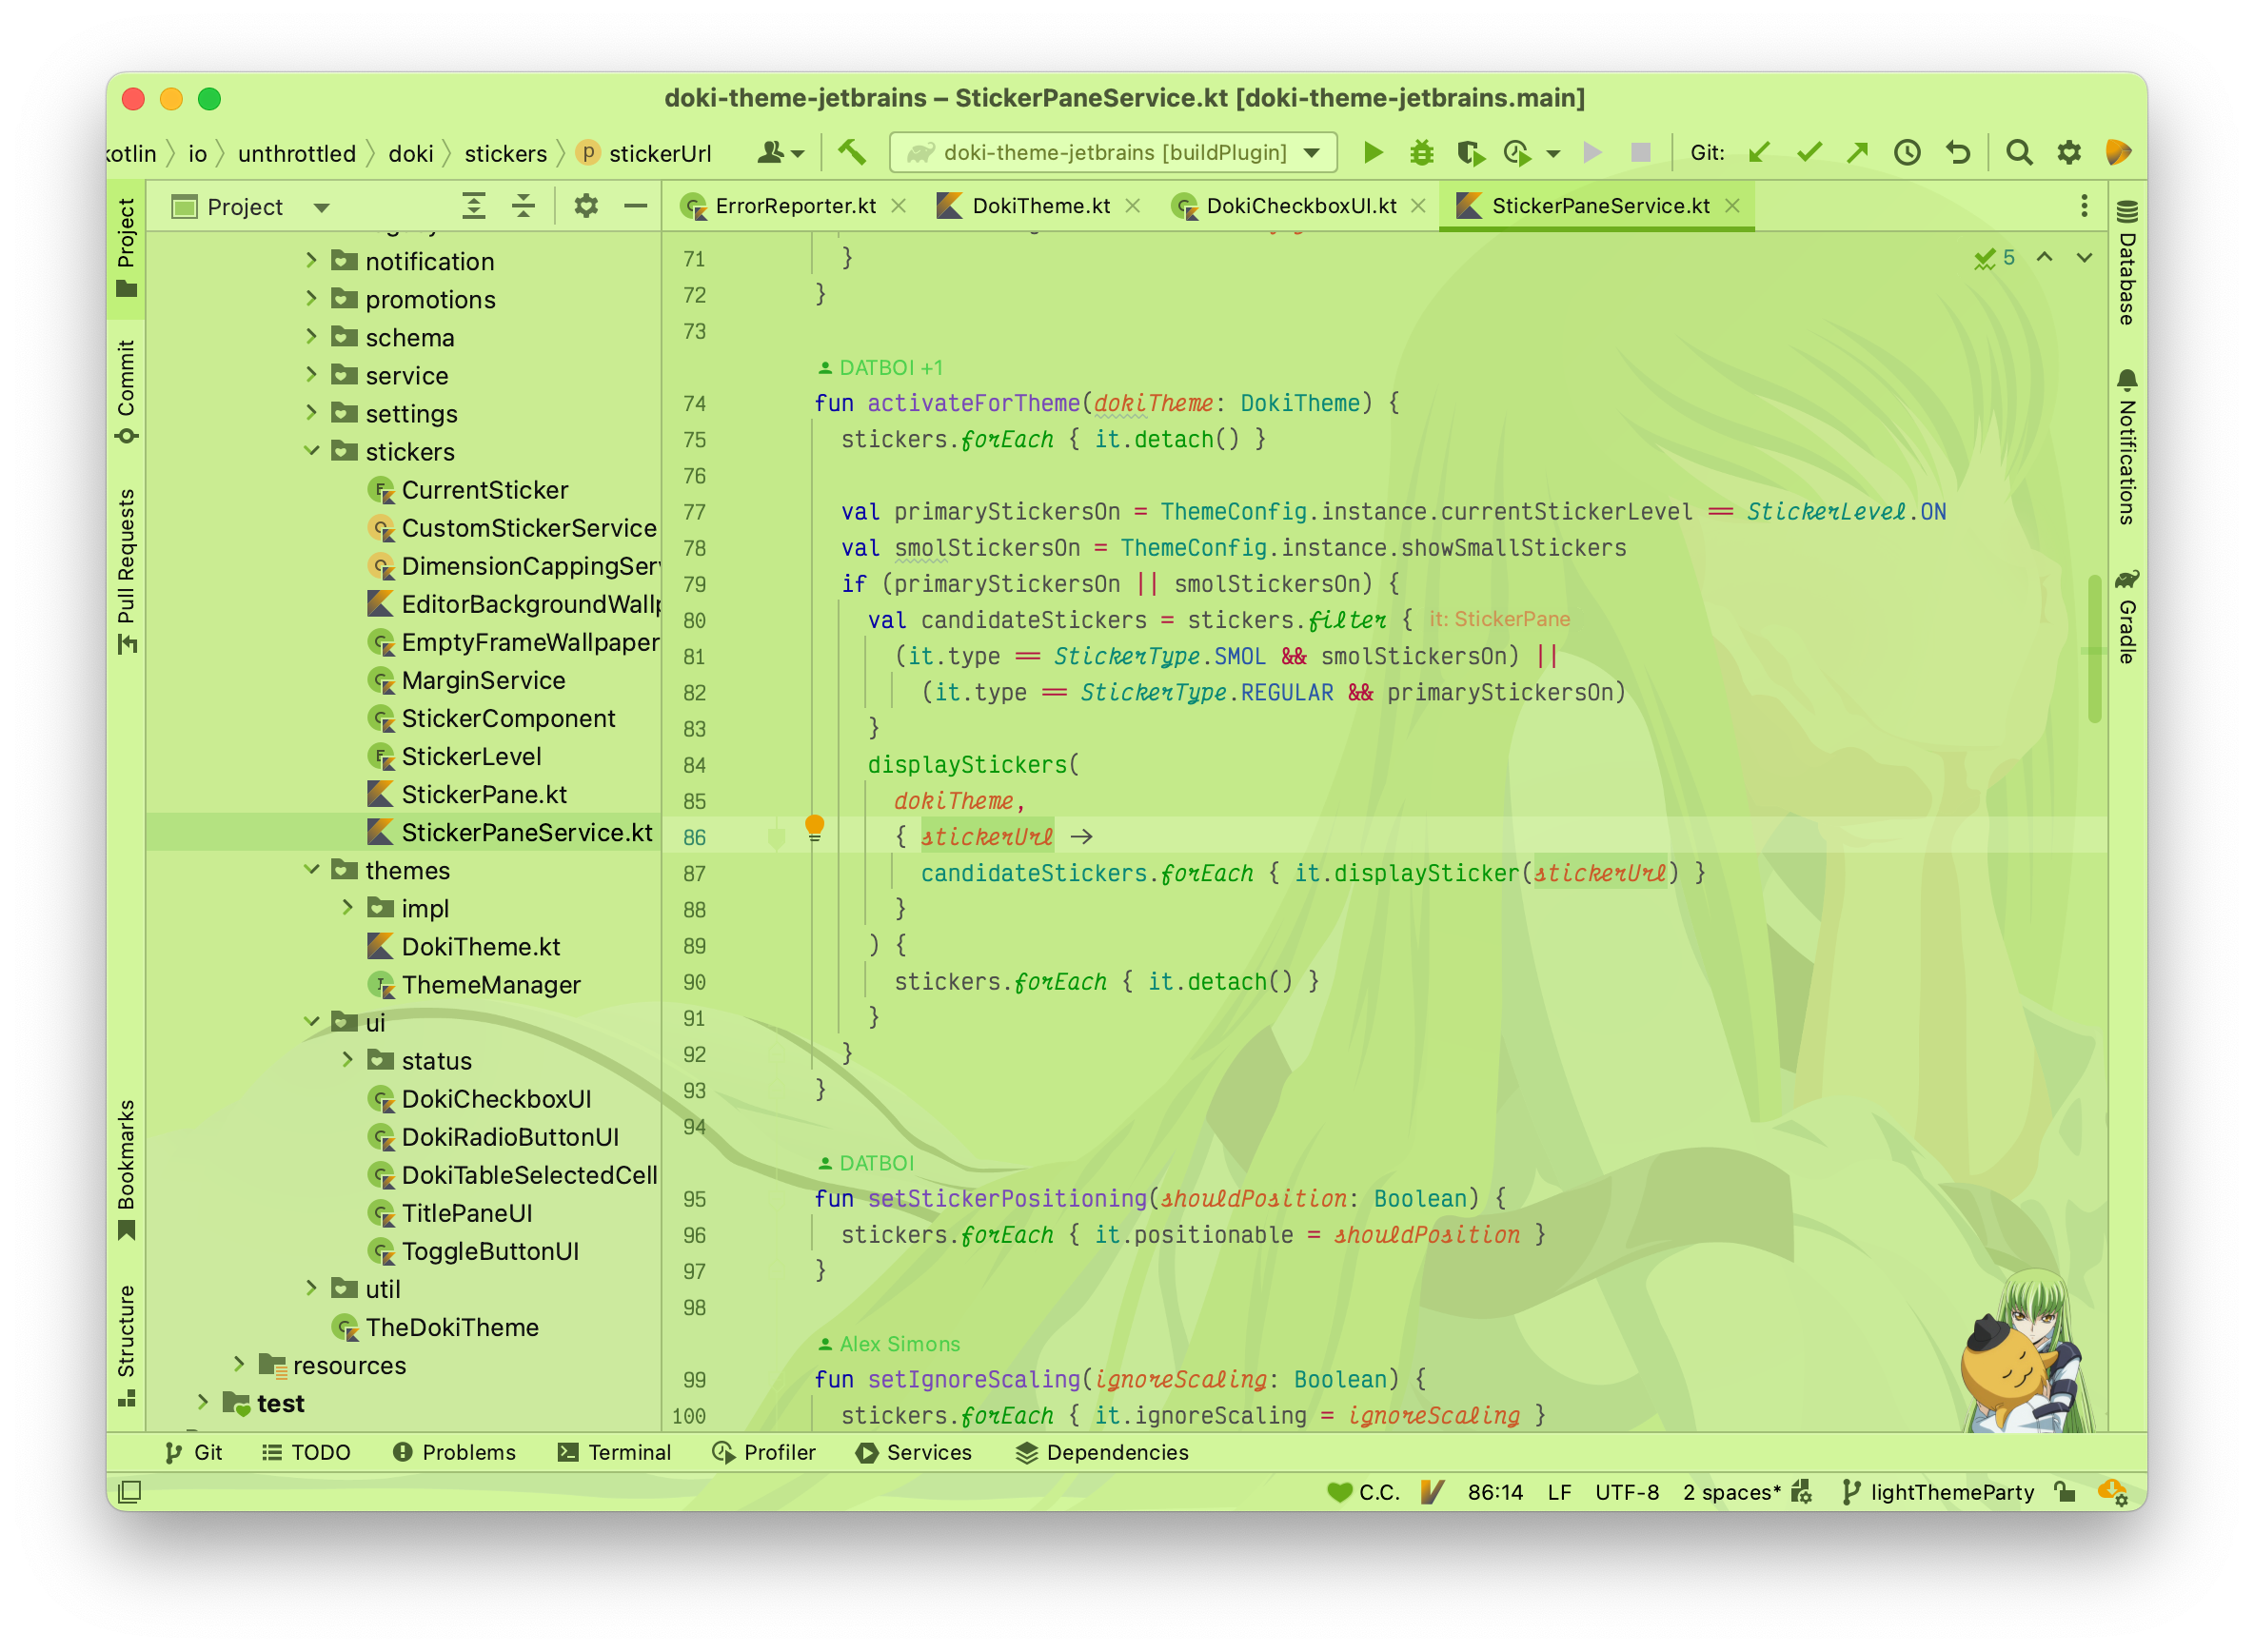 doki-theme-jetbrains – StickerPaneService.kt [doki-theme-jetbrains.main]
kotlin io unthrottled doki stickers p stickerUrl
doki-theme-jetbrains [buildPlugin]
Git:
Project
Commit
Pull Requests
Bookmarks
Structure
Project
notification
promotions
schema
service
settings
stickers
CurrentSticker
CustomStickerService
DimensionCappingSer
EditorBackgroundWallp
EmptyFrameWallpaper
MarginService
StickerComponent
StickerLevel
StickerPane.kt
StickerPaneService.kt
themes
impl
DokiTheme.kt
ThemeManager
ui
status
DokiCheckboxUI
DokiRadioButtonUI
DokiTableSelectedCell
TitlePaneUI
ToggleButtonUI
util
TheDokiTheme
resources
test
ErrorReporter.kt DokiTheme.kt DokiCheckboxUI.kt StickerPaneService.kt
5
71 }
72 }
73
DATBOI +1
74 fun activateForTheme(dokiTheme: DokiTheme) {
75 stickers.forEach { it.detach() }
76
77 val primaryStickersOn = ThemeConfig.instance.currentStickerLevel == StickerLevel.ON
78 val smolStickersOn = ThemeConfig.instance.showSmallStickers
79 if (primaryStickersOn || smolStickersOn) {
80 val candidateStickers = stickers.filter { it: StickerPane
81 (it.type == StickerType.SMOL && smolStickersOn) ||
82 (it.type == StickerType.REGULAR && primaryStickersOn)
83 }
84 displayStickers(
85 dokiTheme,
86 { stickerUrl →
87 candidateStickers.forEach { it.displaySticker(stickerUrl) }
88 }
89 ) {
90 stickers.forEach { it.detach() }
91 }
92 }
93 }
94
DATBOI
95 fun setStickerPositioning(shouldPosition: Boolean) {
96 stickers.forEach { it.positionable = shouldPosition }
97 }
98
Alex Simons
99 fun setIgnoreScaling(ignoreScaling: Boolean) {
100 stickers.forEach { it.ignoreScaling = ignoreScaling }
Database
Notifications
Gradle
Git TODO Problems Terminal Profiler Services Dependencies
C.C. 86:14 LF UTF-8 2 spaces* lightThemeParty